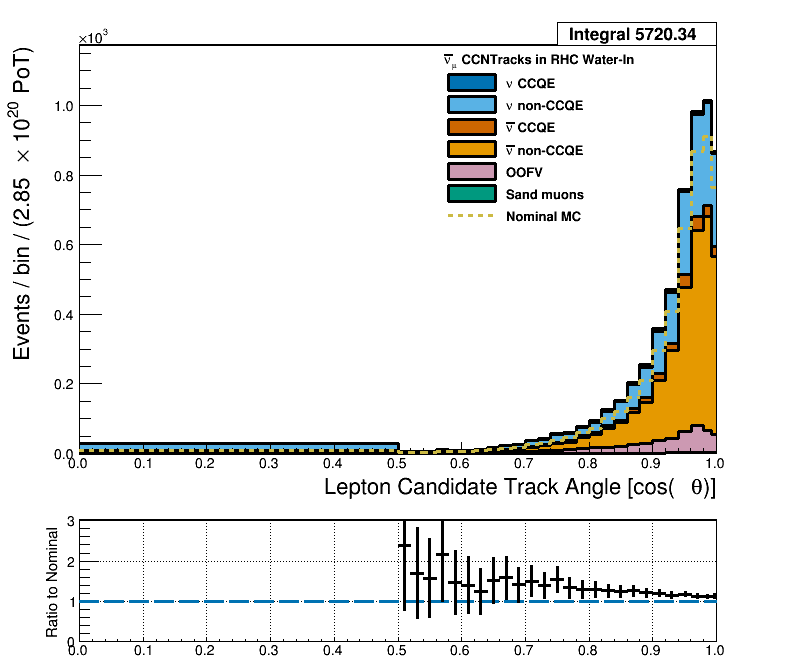 Integral 5720.34
×10³
ν̅μ CCNTracks in RHC Water-In
ν CCQE
ν non-CCQE
ν̅ CCQE
ν̅ non-CCQE
OOFV
Sand muons
Nominal MC
Events / bin / (2.85 × 10²⁰ PoT)
1.0
0.8
0.6
0.4
0.2
0.0
0.0 0.1 0.2 0.3 0.4 0.5 0.6 0.7 0.8 0.9 1.0
Lepton Candidate Track Angle [cos( θ)]
Ratio to Nominal
3
2
1
0
0.0 0.1 0.2 0.3 0.4 0.5 0.6 0.7 0.8 0.9 1.0